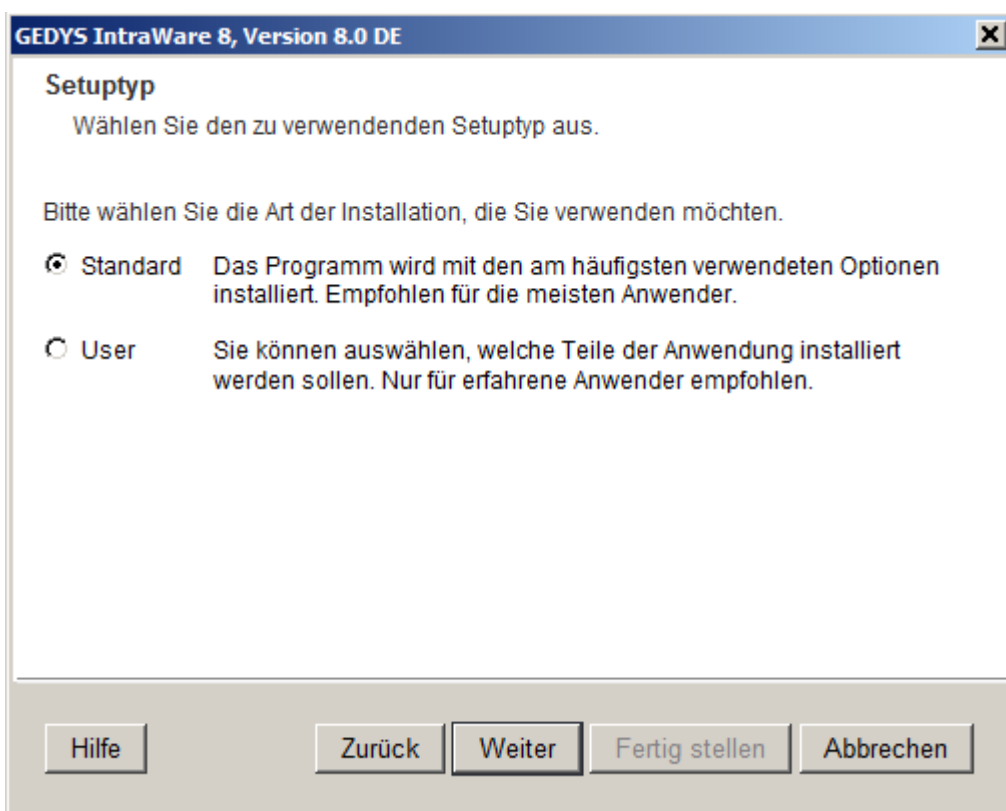 GEDYS IntraWare 8, Version 8.0 DE
Setuptyp
Wählen Sie den zu verwendenden Setuptyp aus.
Bitte wählen Sie die Art der Installation, die Sie verwenden möchten.
Standard Das Programm wird mit den am häufigsten verwendeten Optionen
installiert. Empfohlen für die meisten Anwender.
User Sie können auswählen, welche Teile der Anwendung installiert
werden sollen. Nur für erfahrene Anwender empfohlen.
Hilfe Zurück Weiter Fertig stellen Abbrechen